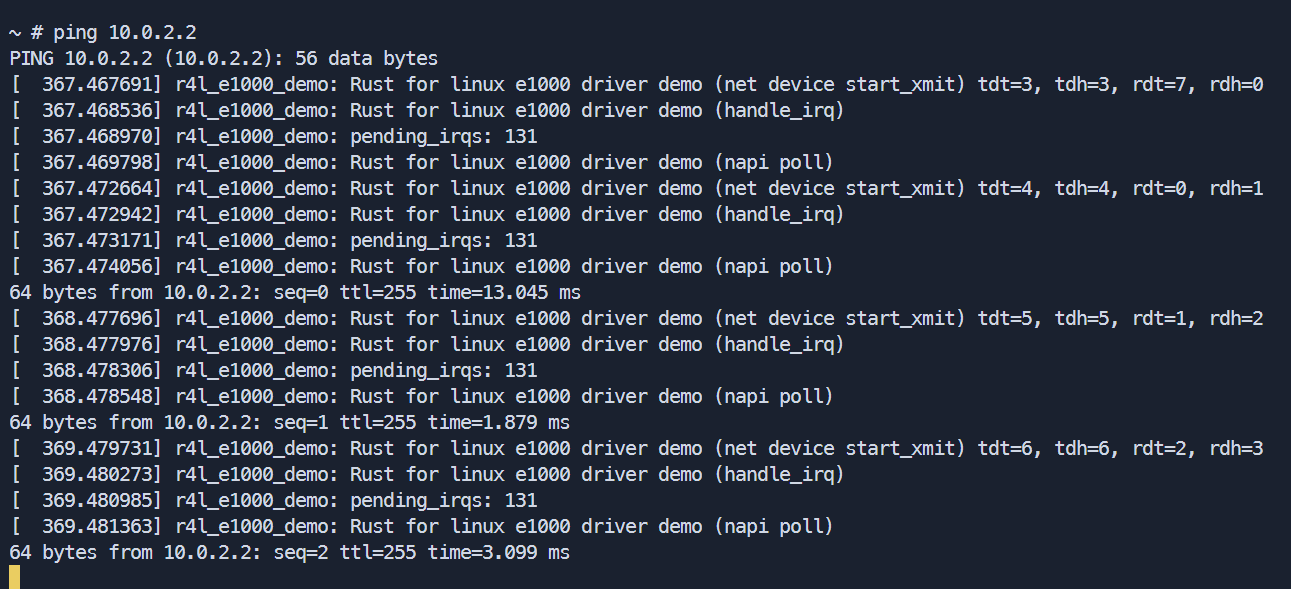 ~ # ping 10.0.2.2
PING 10.0.2.2 (10.0.2.2): 56 data bytes
[  367.467691] r4l_e1000_demo: Rust for linux e1000 driver demo (net device start_xmit) tdt=3, tdh=3, rdt=7, rdh=0
[  367.468536] r4l_e1000_demo: Rust for linux e1000 driver demo (handle_irq)
[  367.468970] r4l_e1000_demo: pending_irqs: 131
[  367.469798] r4l_e1000_demo: Rust for linux e1000 driver demo (napi poll)
[  367.472664] r4l_e1000_demo: Rust for linux e1000 driver demo (net device start_xmit) tdt=4, tdh=4, rdt=0, rdh=1
[  367.472942] r4l_e1000_demo: Rust for linux e1000 driver demo (handle_irq)
[  367.473171] r4l_e1000_demo: pending_irqs: 131
[  367.474056] r4l_e1000_demo: Rust for linux e1000 driver demo (napi poll)
64 bytes from 10.0.2.2: seq=0 ttl=255 time=13.045 ms
[  368.477696] r4l_e1000_demo: Rust for linux e1000 driver demo (net device start_xmit) tdt=5, tdh=5, rdt=1, rdh=2
[  368.477976] r4l_e1000_demo: Rust for linux e1000 driver demo (handle_irq)
[  368.478306] r4l_e1000_demo: pending_irqs: 131
[  368.478548] r4l_e1000_demo: Rust for linux e1000 driver demo (napi poll)
64 bytes from 10.0.2.2: seq=1 ttl=255 time=1.879 ms
[  369.479731] r4l_e1000_demo: Rust for linux e1000 driver demo (net device start_xmit) tdt=6, tdh=6, rdt=2, rdh=3
[  369.480273] r4l_e1000_demo: Rust for linux e1000 driver demo (handle_irq)
[  369.480985] r4l_e1000_demo: pending_irqs: 131
[  369.481363] r4l_e1000_demo: Rust for linux e1000 driver demo (napi poll)
64 bytes from 10.0.2.2: seq=2 ttl=255 time=3.099 ms